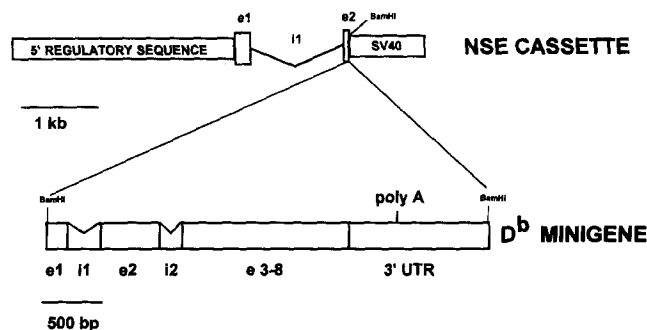 e1 i1 e2 BamHI
5' REGULATORY SEQUENCE SV40 NSE CASSETTE
1 kb
BamHI poly A BamHI
D^b MINIGENE
e1 i1 e2 i2 e 3-8 3' UTR
500 bp